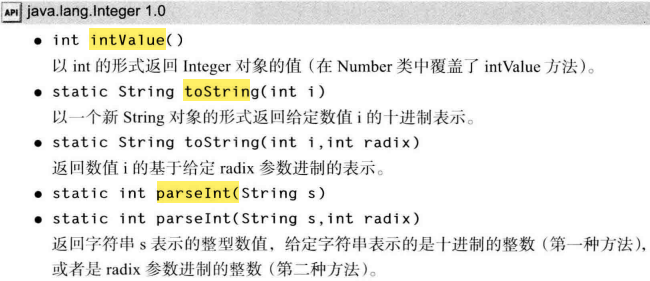 API java.lang.Integer 1.0
● int intValue()
以 int 的形式返回 Integer 对象的值（在 Number 类中覆盖了 intValue 方法）。
● static String toString(int i)
以一个新 String 对象的形式返回给定数值 i 的十进制表示。
● static String toString(int i,int radix)
返回数值 i 的基于给定 radix 参数进制的表示。
● static int parseInt(String s)
● static int parseInt(String s,int radix)
返回字符串 s 表示的整型数值，给定字符串表示的是十进制的整数（第一种方法），
或者是 radix 参数进制的整数（第二种方法）。